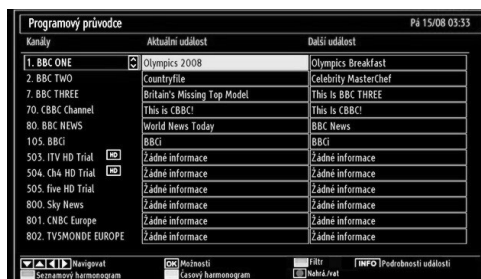 Programový průvodce Pá 15/08 03:33
Kanály Aktuální událost Další událost
1. BBC ONE Olympics 2008 Olympics Breakfast
2. BBC TWO Countryfile Celebrity MasterChef
7. BBC THREE Britain's Missing Top Model This Is BBC THREE
70. CBBC Channel This is CBBC! This Is CBBC!
80. BBC NEWS World News Today BBC News
105. BBCi BBCi BBCi
503. ITV HD Trial HD Žádné informace Žádné informace
504. Ch4 HD Trial HD Žádné informace Žádné informace
505. five HD Trial Žádné informace Žádné informace
800. Sky News Žádné informace Žádné informace
801. CNBC Europe Žádné informace Žádné informace
802. TV5MONDE EUROPE Žádné informace Žádné informace
Navigovat OK Možnosti Filtr INFO Podrobnosti události
Seznamový harmonogram Časový harmonogram Nahrá./vat